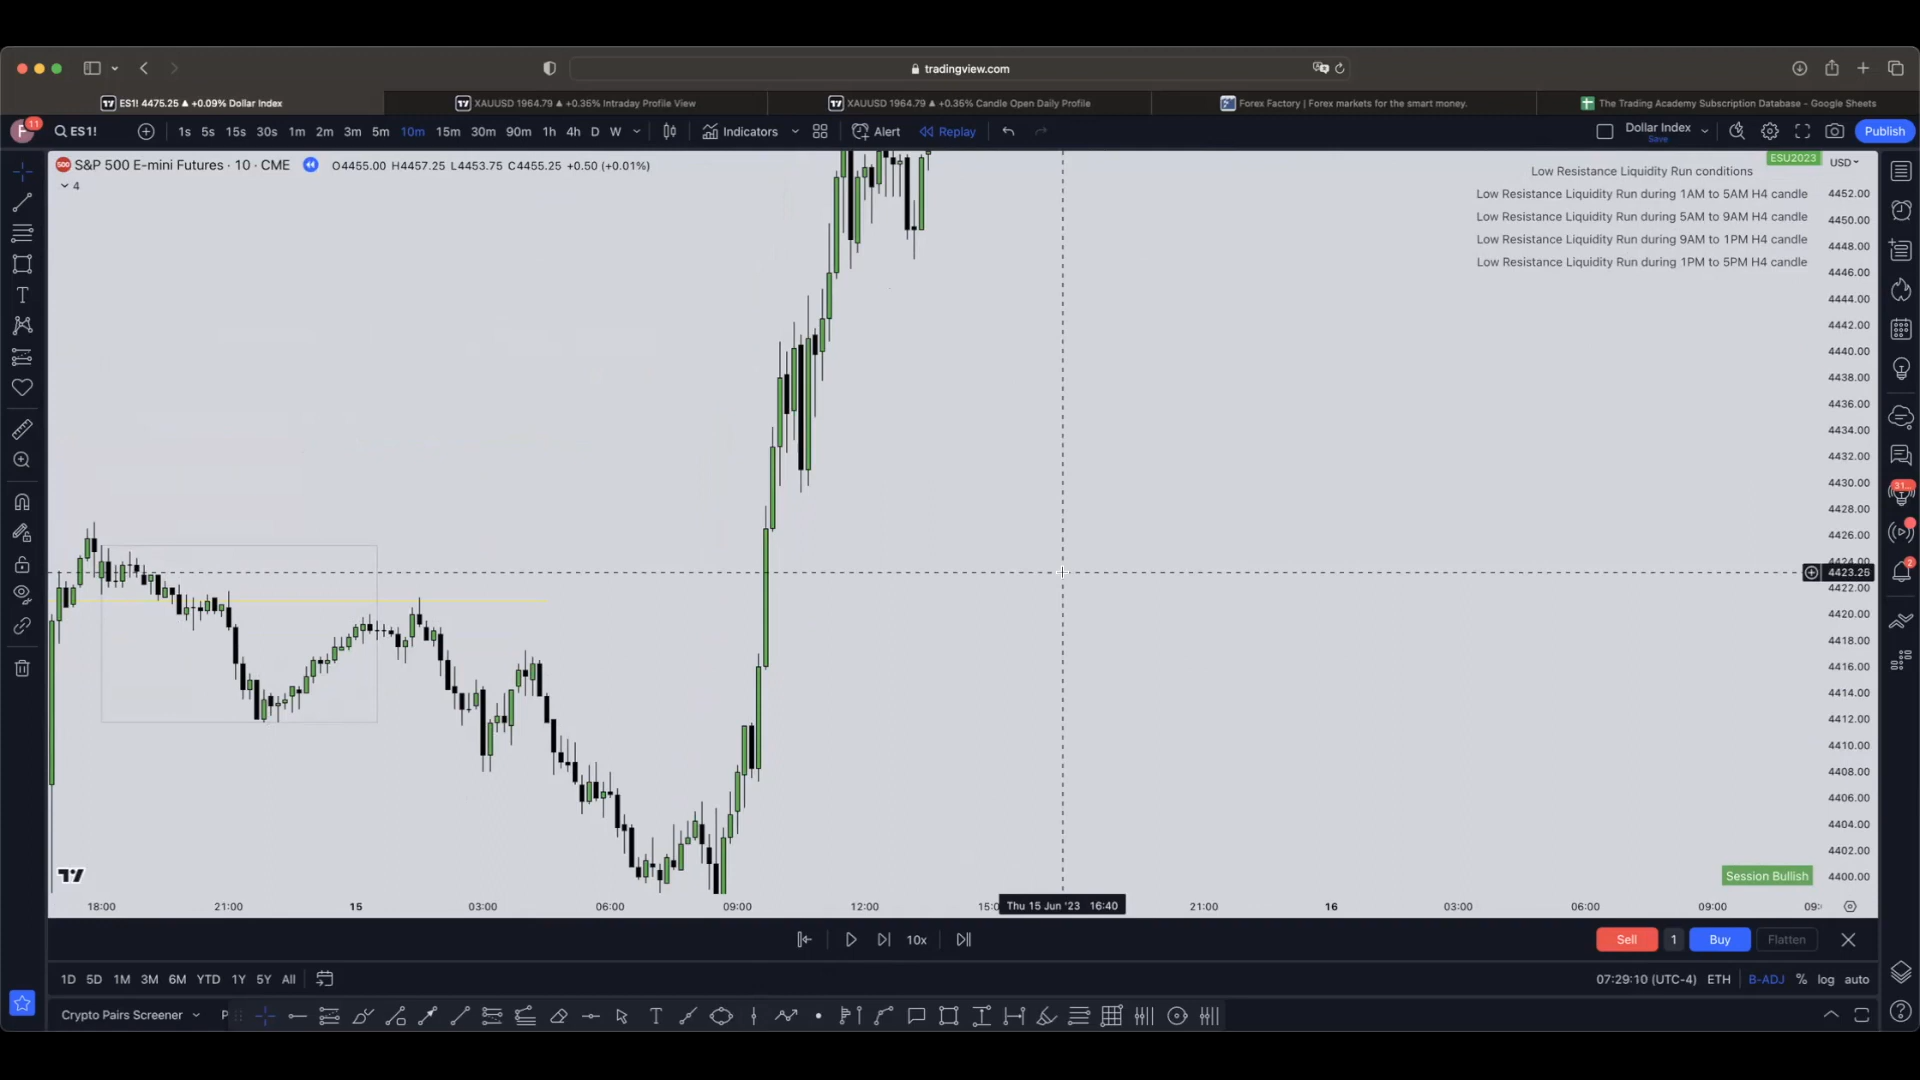 tradingview.com
ES1! 4475.25 ▲ +0.09% Dollar Index
XAUUSD 1964.79 ▲ +0.36% Intraday Profile View
XAUUSD 1964.79 ▲ +0.36% Candle Open Daily Profile
Forex Factory | Forex markets for the smart money.
The Trading Academy Subscription Database - Google Sheets
F 11
ES1!
1s 5s 15s 30s 1m 2m 3m 5m 10m 15m 30m 90m 1h 4h D W
Indicators
Alert
Replay
Dollar Index
Save
Publish
S&P 500 E-mini Futures · 10 · CME
O4455.00 H4457.25 L4453.75 C4455.25 +0.50 (+0.01%)
4
ESU2023
USD
Low Resistance Liquidity Run conditions
Low Resistance Liquidity Run during 1AM to 5AM H4 candle
Low Resistance Liquidity Run during 5AM to 9AM H4 candle
Low Resistance Liquidity Run during 9AM to 1PM H4 candle
Low Resistance Liquidity Run during 1PM to 5PM H4 candle
4452.00
4450.00
4448.00
4446.00
4444.00
4442.00
4440.00
4438.00
4436.00
4434.00
4432.00
4430.00
4428.00
4426.00
4424.00
4423.25
4422.00
4420.00
4418.00
4416.00
4414.00
4412.00
4410.00
4408.00
4406.00
4404.00
4402.00
4400.00
31...
2
Session Bullish
18:00 21:00 15 03:00 06:00 09:00 12:00 15:0 Thu 15 Jun '23 16:40 21:00 16 03:00 06:00 09:00 09:
10x
Sell 1 Buy Flatten
1D 5D 1M 3M 6M YTD 1Y 5Y All
07:29:10 (UTC-4) ETH B-ADJ % log auto
Crypto Pairs Screener
P